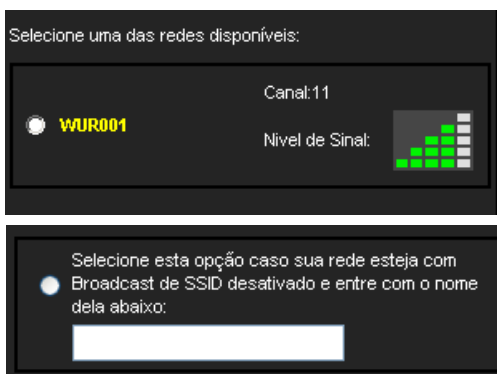 Selecione uma das redes disponíveis:
Canal:11
WUR001
Nivel de Sinal:
Selecione esta opção caso sua rede esteja com
Broadcast de SSID desativado e entre com o nome
dela abaixo: